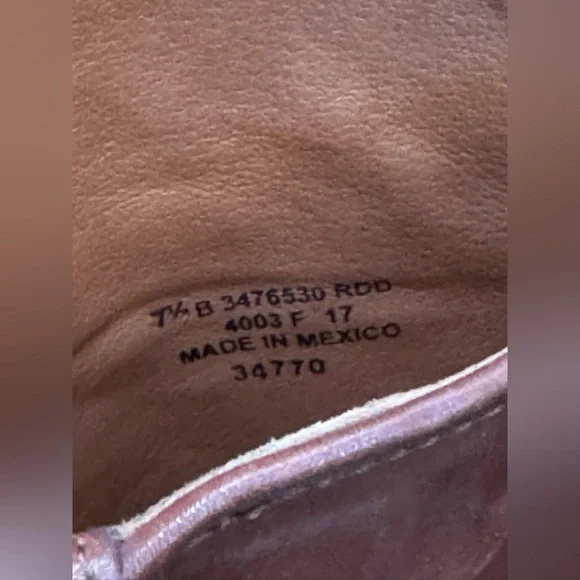 7½ B 3476530 RDD
4003 F 17
MADE IN MEXICO
34770